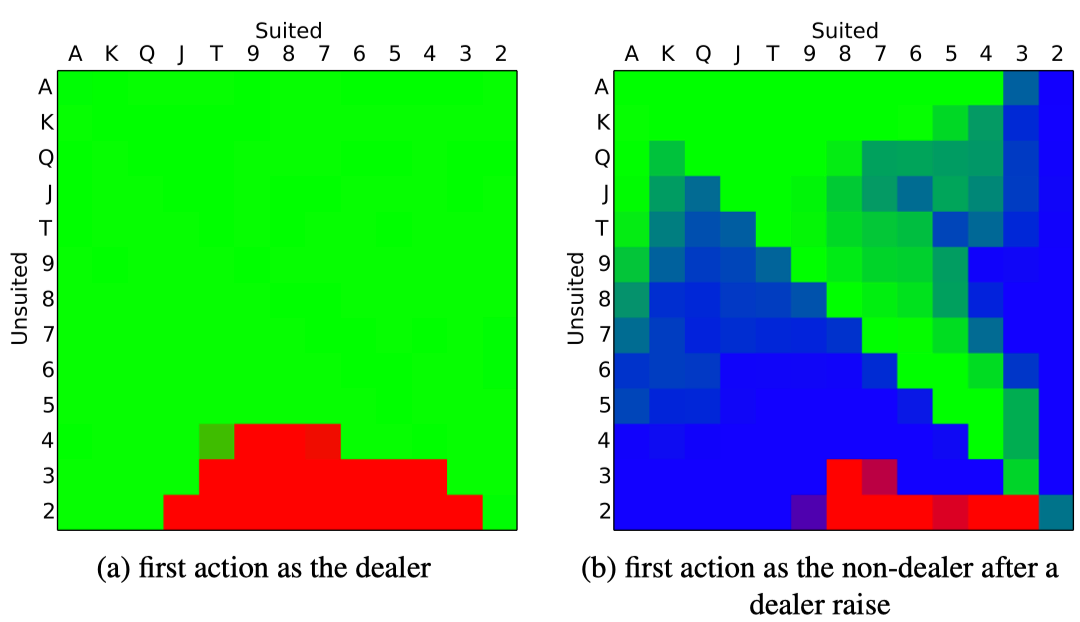 Suited
A K Q J T 9 8 7 6 5 4 3 2
Unsuited
A
K
Q
J
T
9
8
7
6
5
4
3
2
(a) first action as the dealer
Suited
A K Q J T 9 8 7 6 5 4 3 2
Unsuited
A
K
Q
J
T
9
8
7
6
5
4
3
2
(b) first action as the non-dealer after a
dealer raise